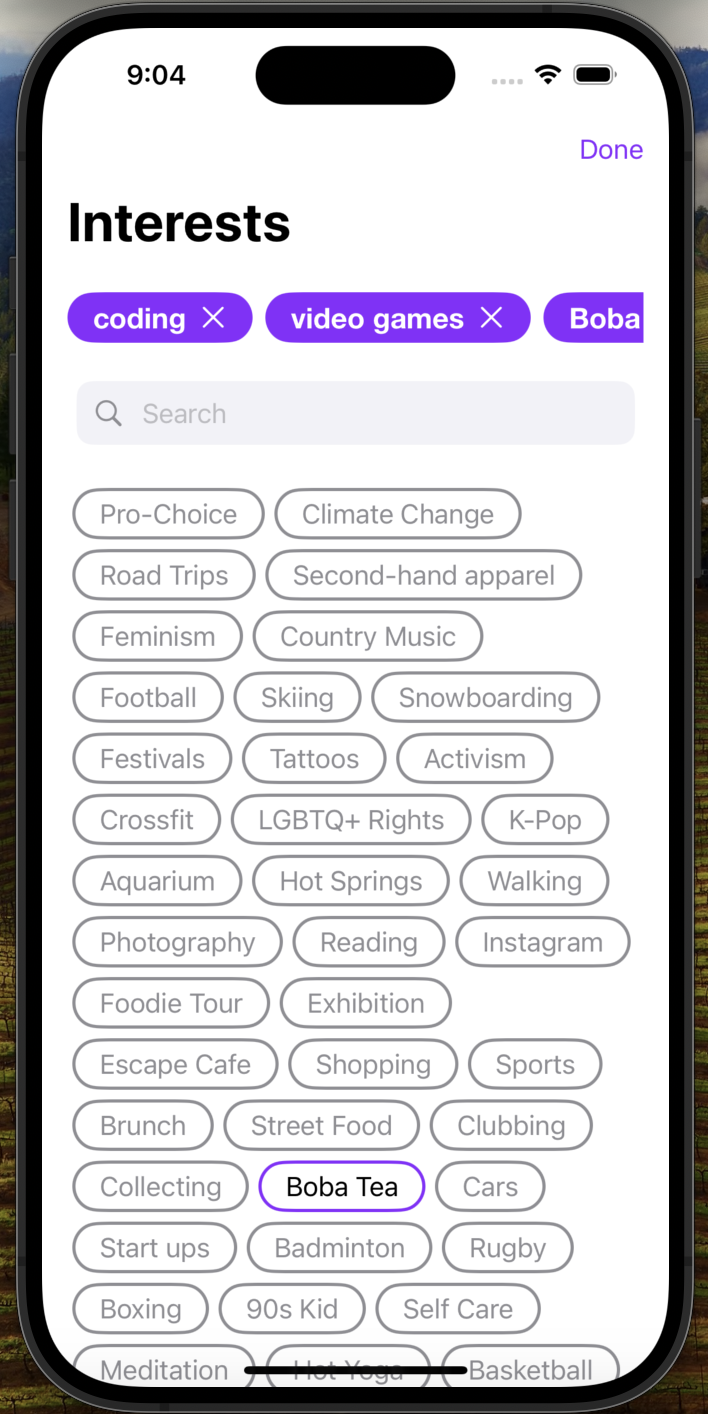 9:04
Done
Interests
coding video games Boba
Search
Pro-Choice Climate Change
Road Trips Second-hand apparel
Feminism Country Music
Football Skiing Snowboarding
Festivals Tattoos Activism
Crossfit LGBTQ+ Rights K-Pop
Aquarium Hot Springs Walking
Photography Reading Instagram
Foodie Tour Exhibition
Escape Cafe Shopping Sports
Brunch Street Food Clubbing
Collecting Boba Tea Cars
Start ups Badminton Rugby
Boxing 90s Kid Self Care
Meditation Hot Yoga Basketball